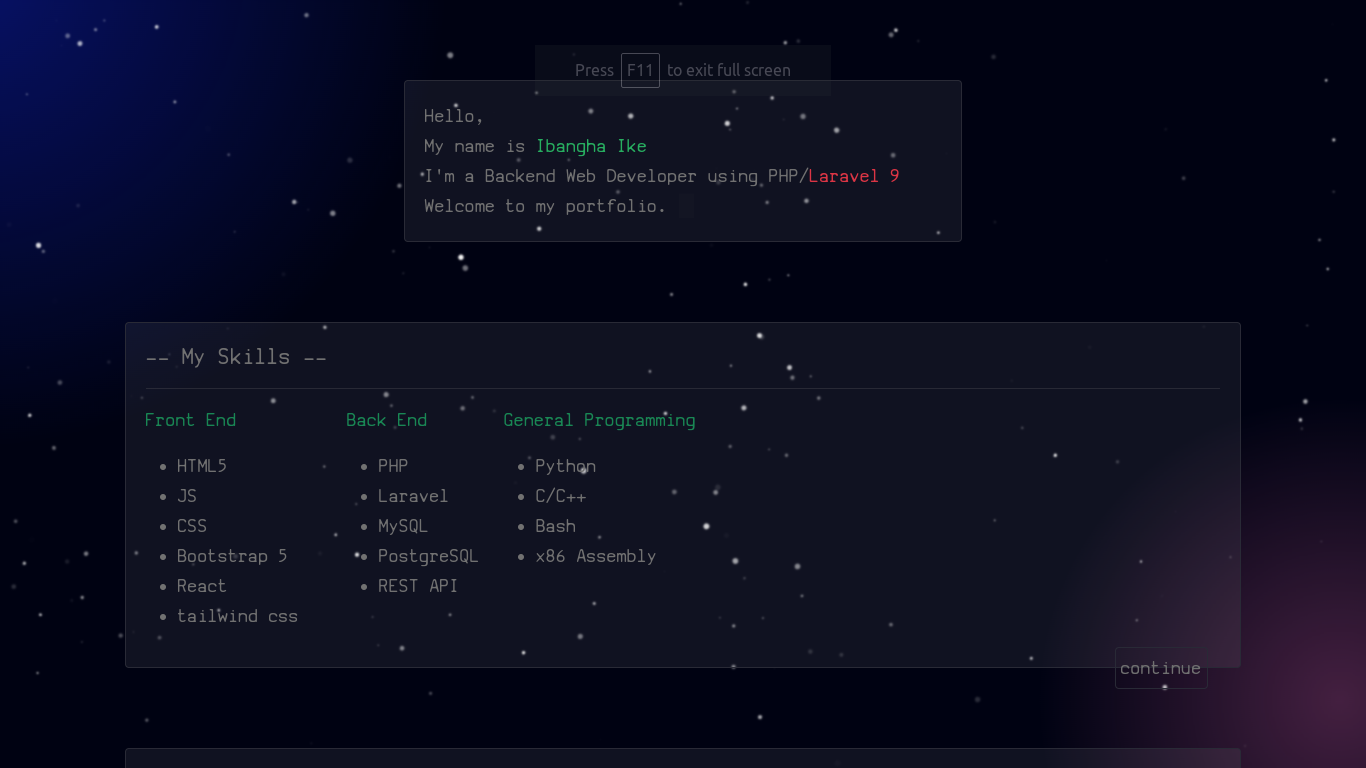 Press F11 to exit full screen
Hello,
My name is Ibangha Ike
I'm a Backend Web Developer using PHP/Laravel 9
Welcome to my portfolio.
-- My Skills --
Front End
HTML5
JS
CSS
Bootstrap 5
React
tailwind css
Back End
PHP
Laravel
MySQL
PostgreSQL
REST API
General Programming
Python
C/C++
Bash
x86 Assembly
continue